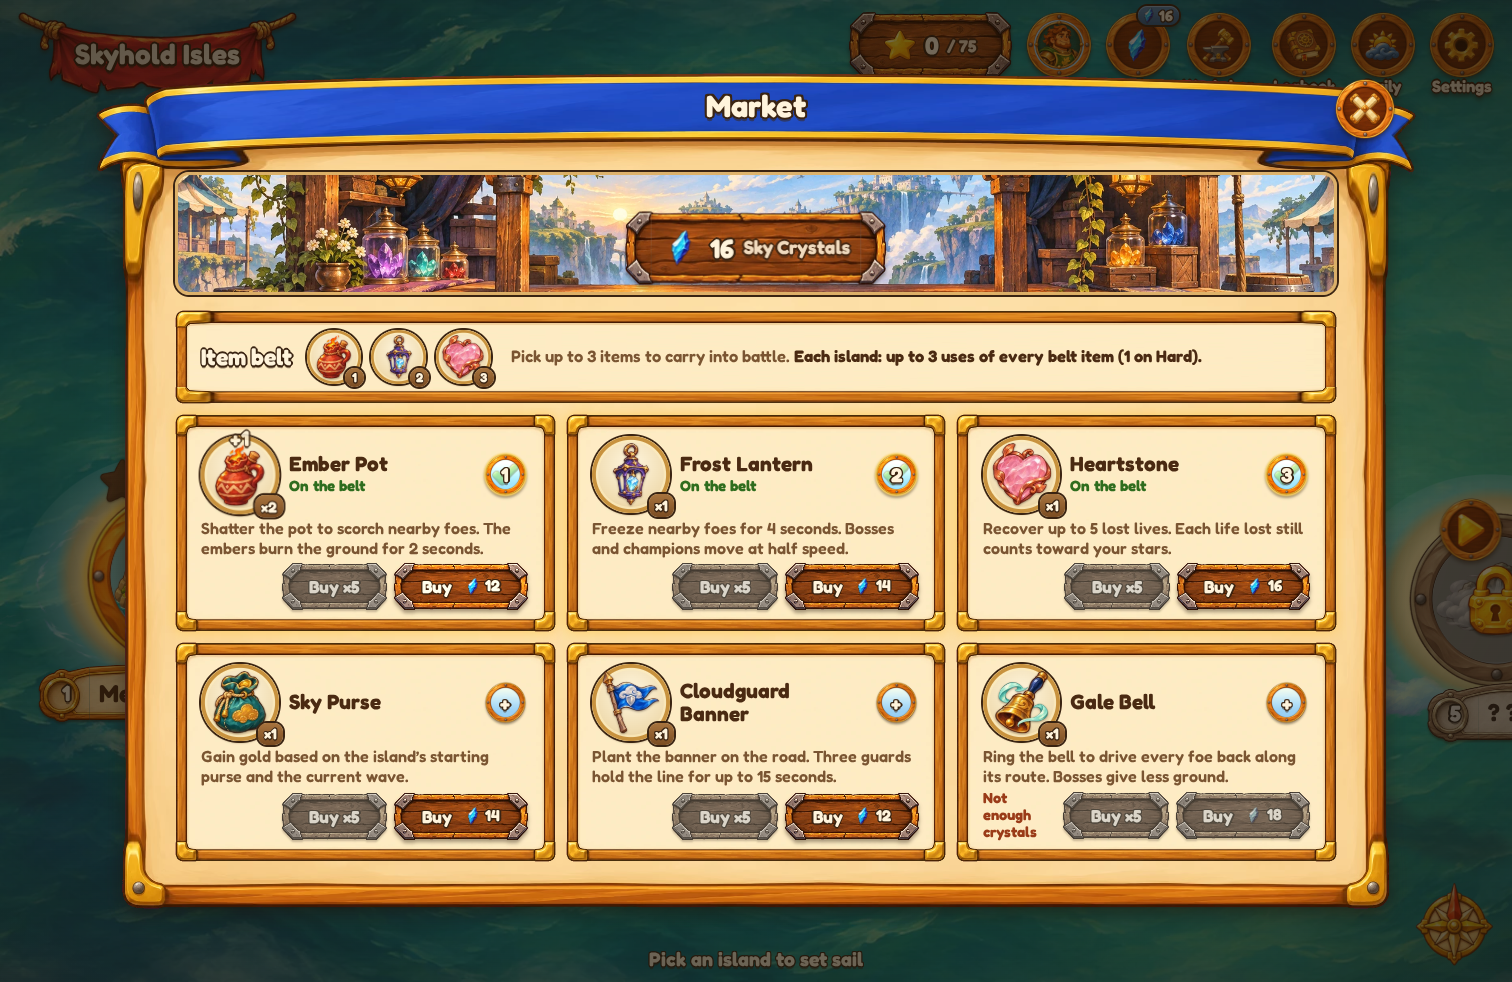 Skyhold Isles
0 / 75
16
Settings
Market
16 Sky Crystals
Item belt
1
2
3
Pick up to 3 items to carry into battle. Each island: up to 3 uses of every belt item (1 on Hard).
+1
x2
Ember Pot
On the belt
1
Shatter the pot to scorch nearby foes. The
embers burn the ground for 2 seconds.
Buy x5
Buy 12
x1
Frost Lantern
On the belt
2
Freeze nearby foes for 4 seconds. Bosses
and champions move at half speed.
Buy x5
Buy 14
x1
Heartstone
On the belt
3
Recover up to 5 lost lives. Each life lost still
counts toward your stars.
Buy x5
Buy 16
x1
Sky Purse
+
Gain gold based on the island's starting
purse and the current wave.
Buy x5
Buy 14
x1
Cloudguard
Banner
+
Plant the banner on the road. Three guards
hold the line for up to 15 seconds.
Buy x5
Buy 12
x1
Gale Bell
+
Ring the bell to drive every foe back along
its route. Bosses give less ground.
Not
enough
crystals
Buy x5
Buy 18
1
5
? ?
Pick an island to set sail